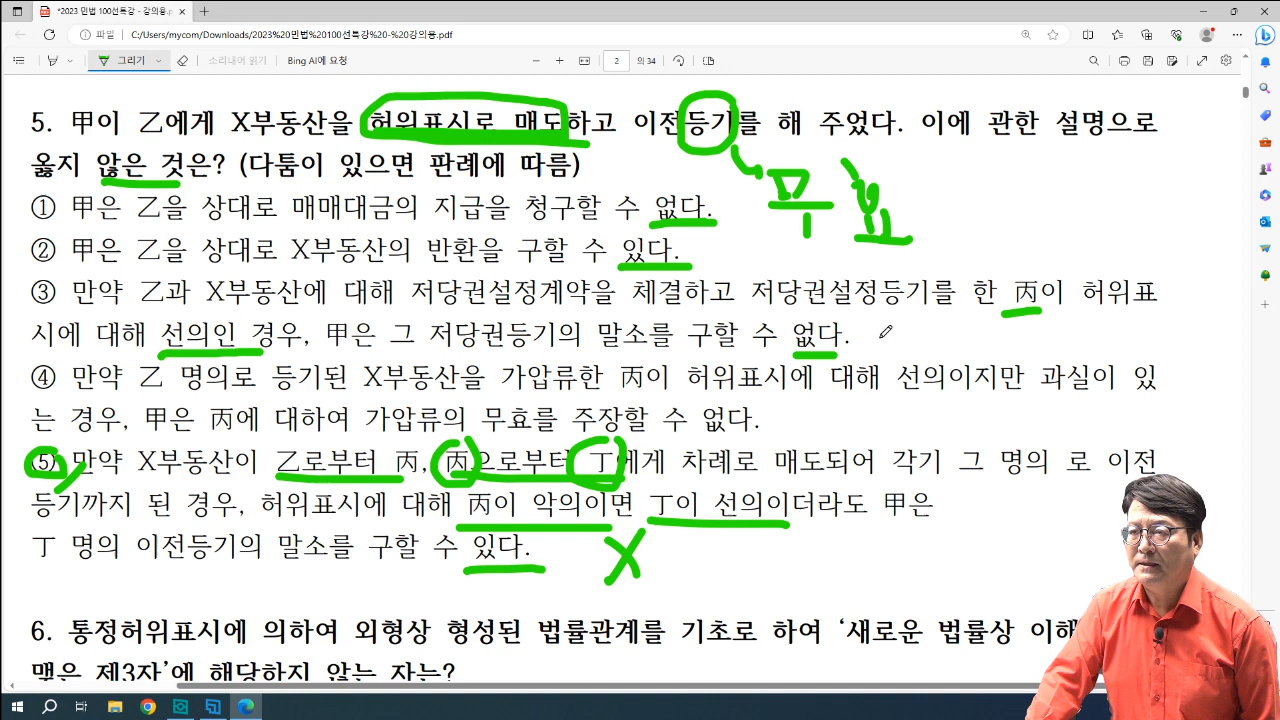 *2023 민법 100선특강 - 강의용.p
파일 C:/Users/mycom/Downloads/2023%20민법%20100선특강%20-%20강의용.pdf
그리기 소리내어 읽기 Bing AI에 요청 2 의 34
5. 甲이 乙에게 X부동산을 허위표시로 매도하고 이전등기를 해 주었다. 이에 관한 설명으로
옳지 않은 것은? (다툼이 있으면 판례에 따름)
무효
① 甲은 乙을 상대로 매매대금의 지급을 청구할 수 없다.
② 甲은 乙을 상대로 X부동산의 반환을 구할 수 있다.
③ 만약 乙과 X부동산에 대해 저당권설정계약을 체결하고 저당권설정등기를 한 丙이 허위표
시에 대해 선의인 경우, 甲은 그 저당권등기의 말소를 구할 수 없다.
④ 만약 乙 명의로 등기된 X부동산을 가압류한 丙이 허위표시에 대해 선의이지만 과실이 있
는 경우, 甲은 丙에 대하여 가압류의 무효를 주장할 수 없다.
⑤ 만약 X부동산이 乙로부터 丙, 丙으로부터 丁에게 차례로 매도되어 각기 그 명의 로 이전
등기까지 된 경우, 허위표시에 대해 丙이 악의이면 丁이 선의이더라도 甲은
丁 명의 이전등기의 말소를 구할 수 있다. X
6. 통정허위표시에 의하여 외형상 형성된 법률관계를 기초로 하여 ‘새로운 법률상 이해
맺은 제3자’에 해당하지 않는 자는?